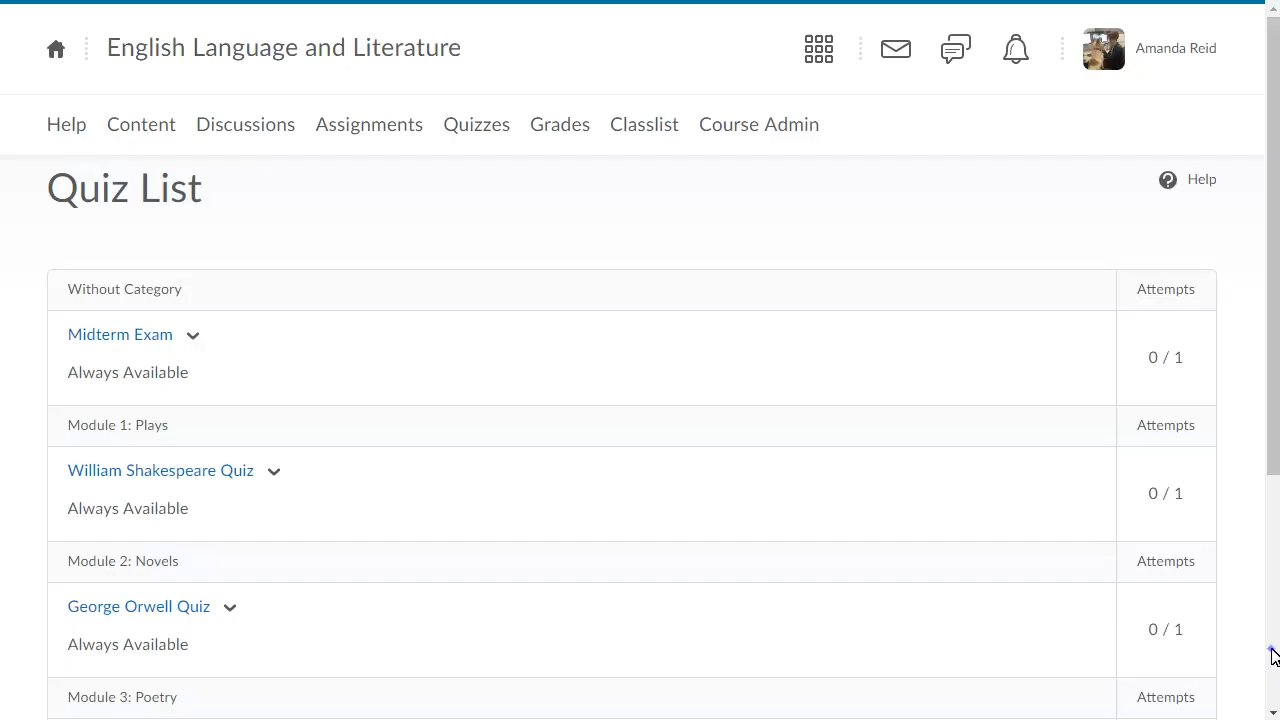 English Language and Literature
Amanda Reid
Help Content Discussions Assignments Quizzes Grades Classlist Course Admin
Quiz List
Help
Without Category Attempts
Midterm Exam
Always Available
0 / 1
Module 1: Plays Attempts
William Shakespeare Quiz
Always Available
0 / 1
Module 2: Novels Attempts
George Orwell Quiz
Always Available
0 / 1
Module 3: Poetry Attempts